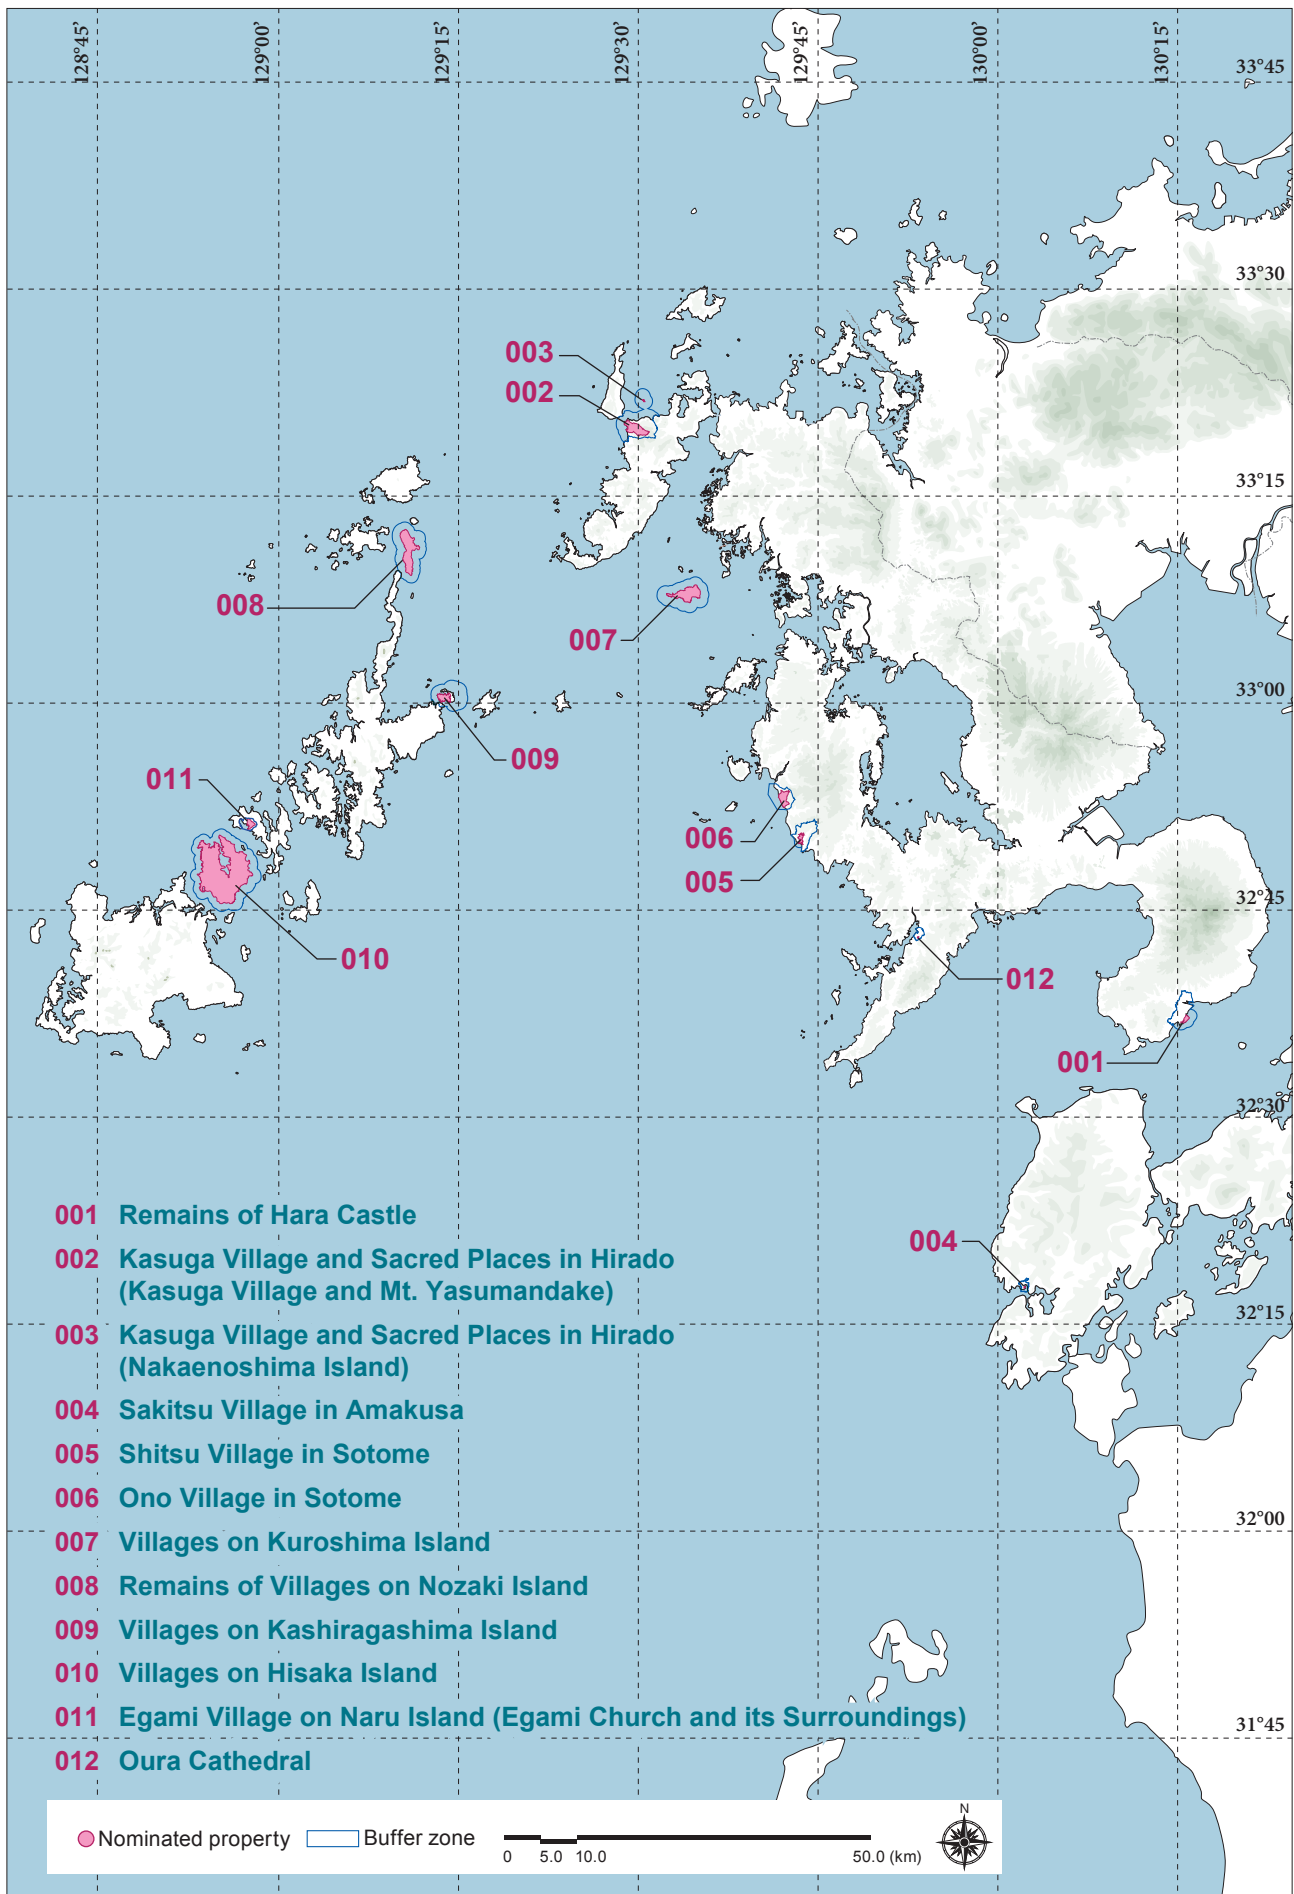 128°45'
129°00'
129°15'
129°30'
129°45'
130°00'
130°15'
33°45'
33°30'
003
002
33°15'
008
007
33°00'
009
011
006
005
32°45'
010
012
001
32°30'
004
32°15'
001 Remains of Hara Castle
002 Kasuga Village and Sacred Places in Hirado
(Kasuga Village and Mt. Yasumandake)
003 Kasuga Village and Sacred Places in Hirado
(Nakaenoshima Island)
004 Sakitsu Village in Amakusa
005 Shitsu Village in Sotome
006 Ono Village in Sotome
32°00'
007 Villages on Kuroshima Island
008 Remains of Villages on Nozaki Island
009 Villages on Kashiragashima Island
010 Villages on Hisaka Island
011 Egami Village on Naru Island (Egami Church and its Surroundings)
31°45'
012 Oura Cathedral
Nominated property Buffer zone
0 5.0 10.0 50.0 (km)
N